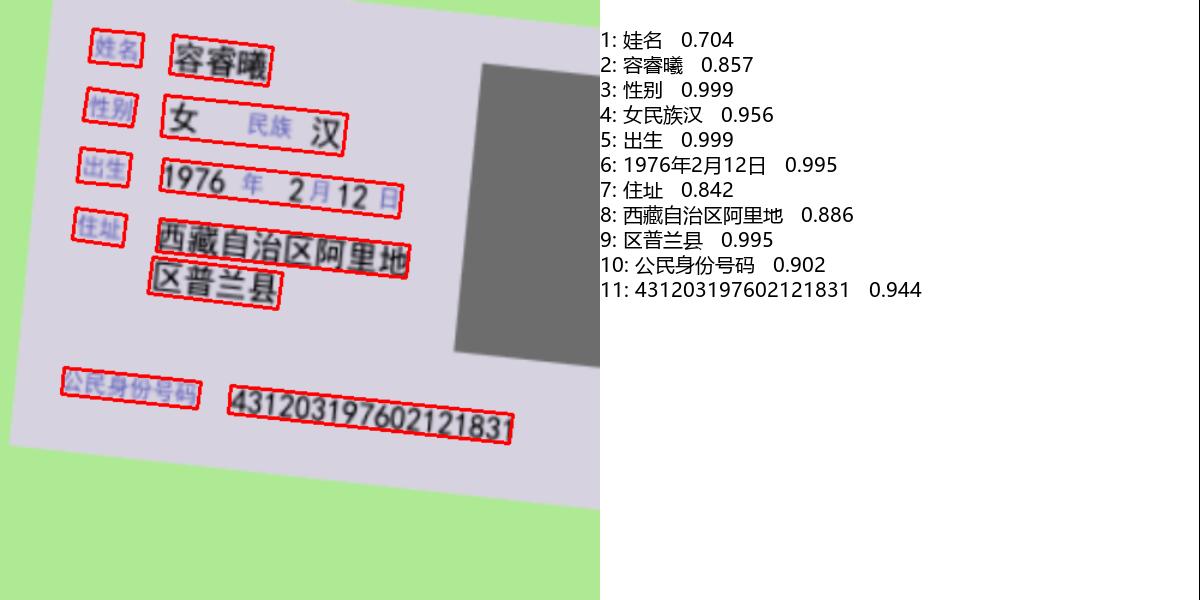 姓名 容睿曦
性别 女 民族 汉
出生 1976 年 2 月 12 日
住址 西藏自治区阿里地
区普兰县
公民身份号码 431203197602121831
1: 娃名 0.704
2: 容睿曦 0.857
3: 性别 0.999
4: 女民族汉 0.956
5: 出生 0.999
6: 1976年2月12日 0.995
7: 住址 0.842
8: 西藏自治区阿里地 0.886
9: 区普兰县 0.995
10: 公民身份号码 0.902
11: 431203197602121831 0.944